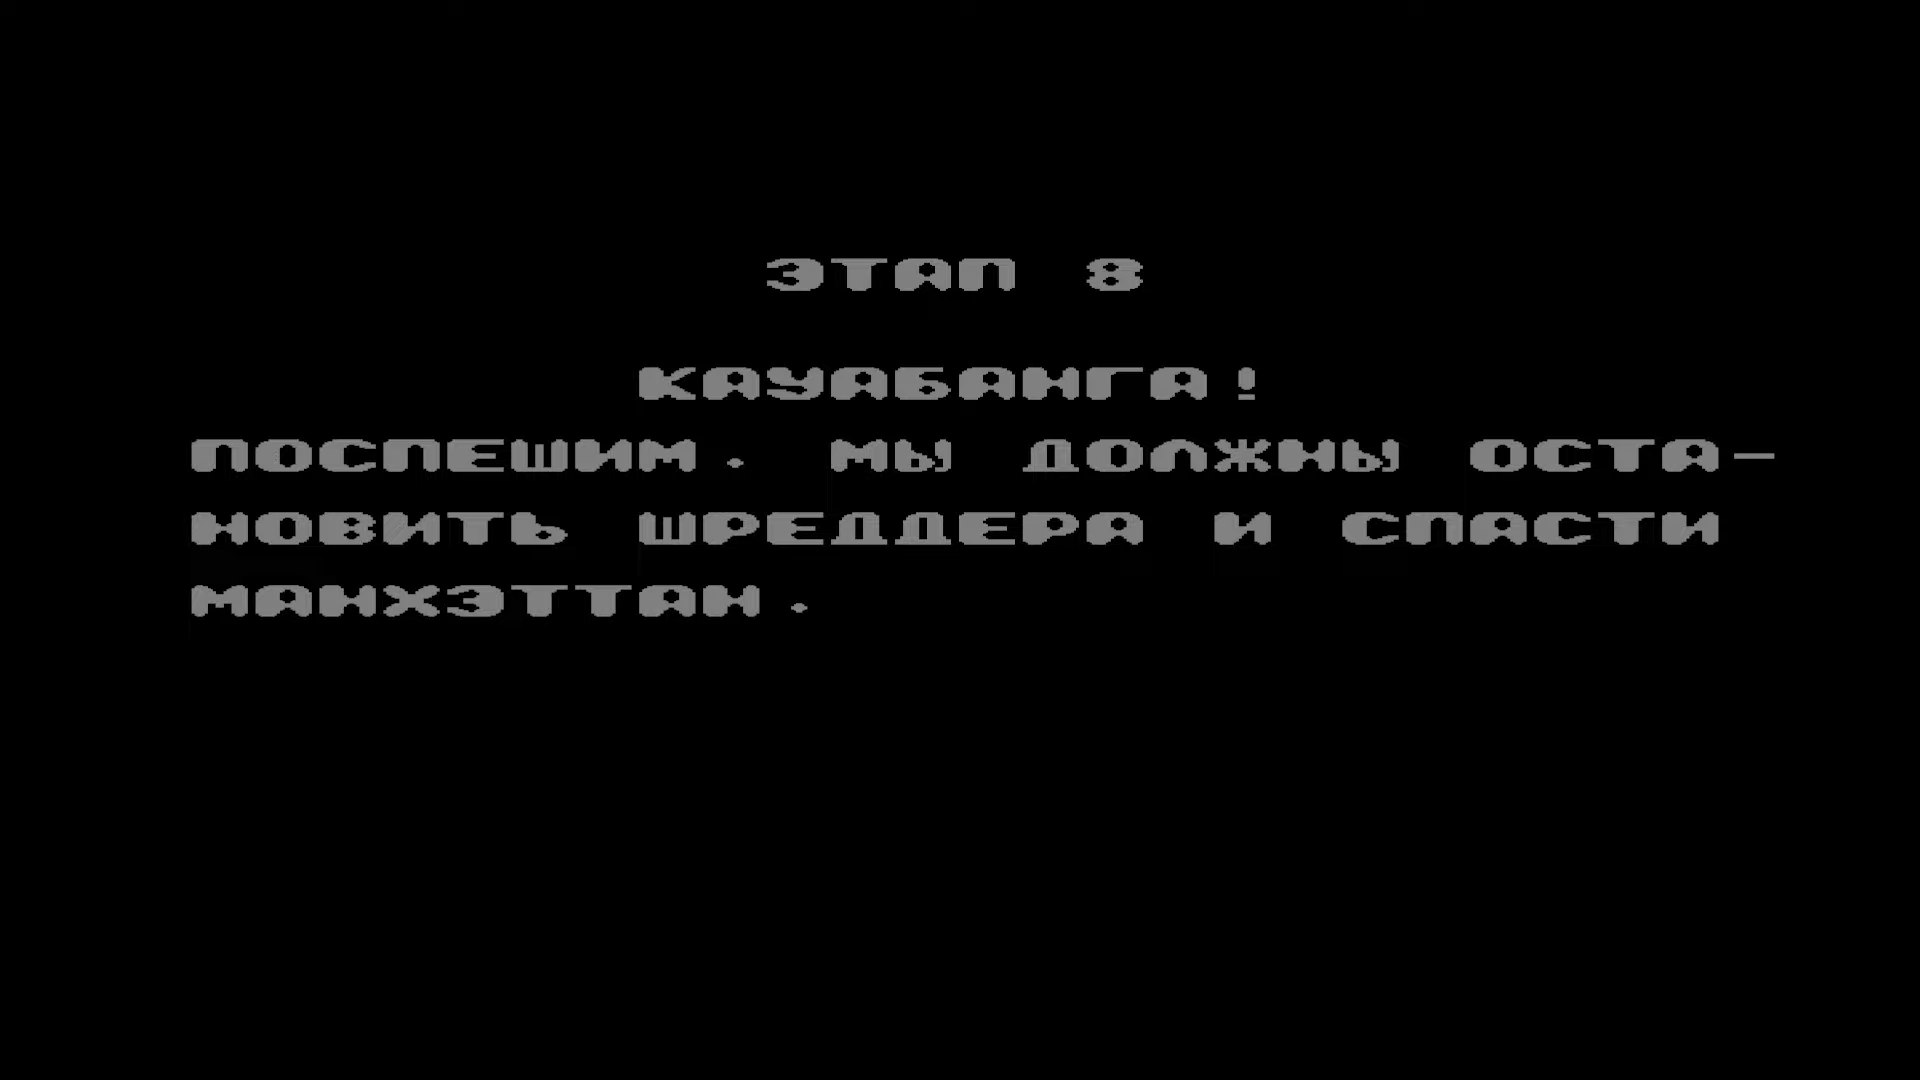 ЭТАП 8
КАУАБАНГА!
ПОСПЕШИМ. МЫ ДОЛЖНЫ ОСТА-
НОВИТЬ ШРЕДДЕРА И СПАСТИ
МАНХЭТТАН.